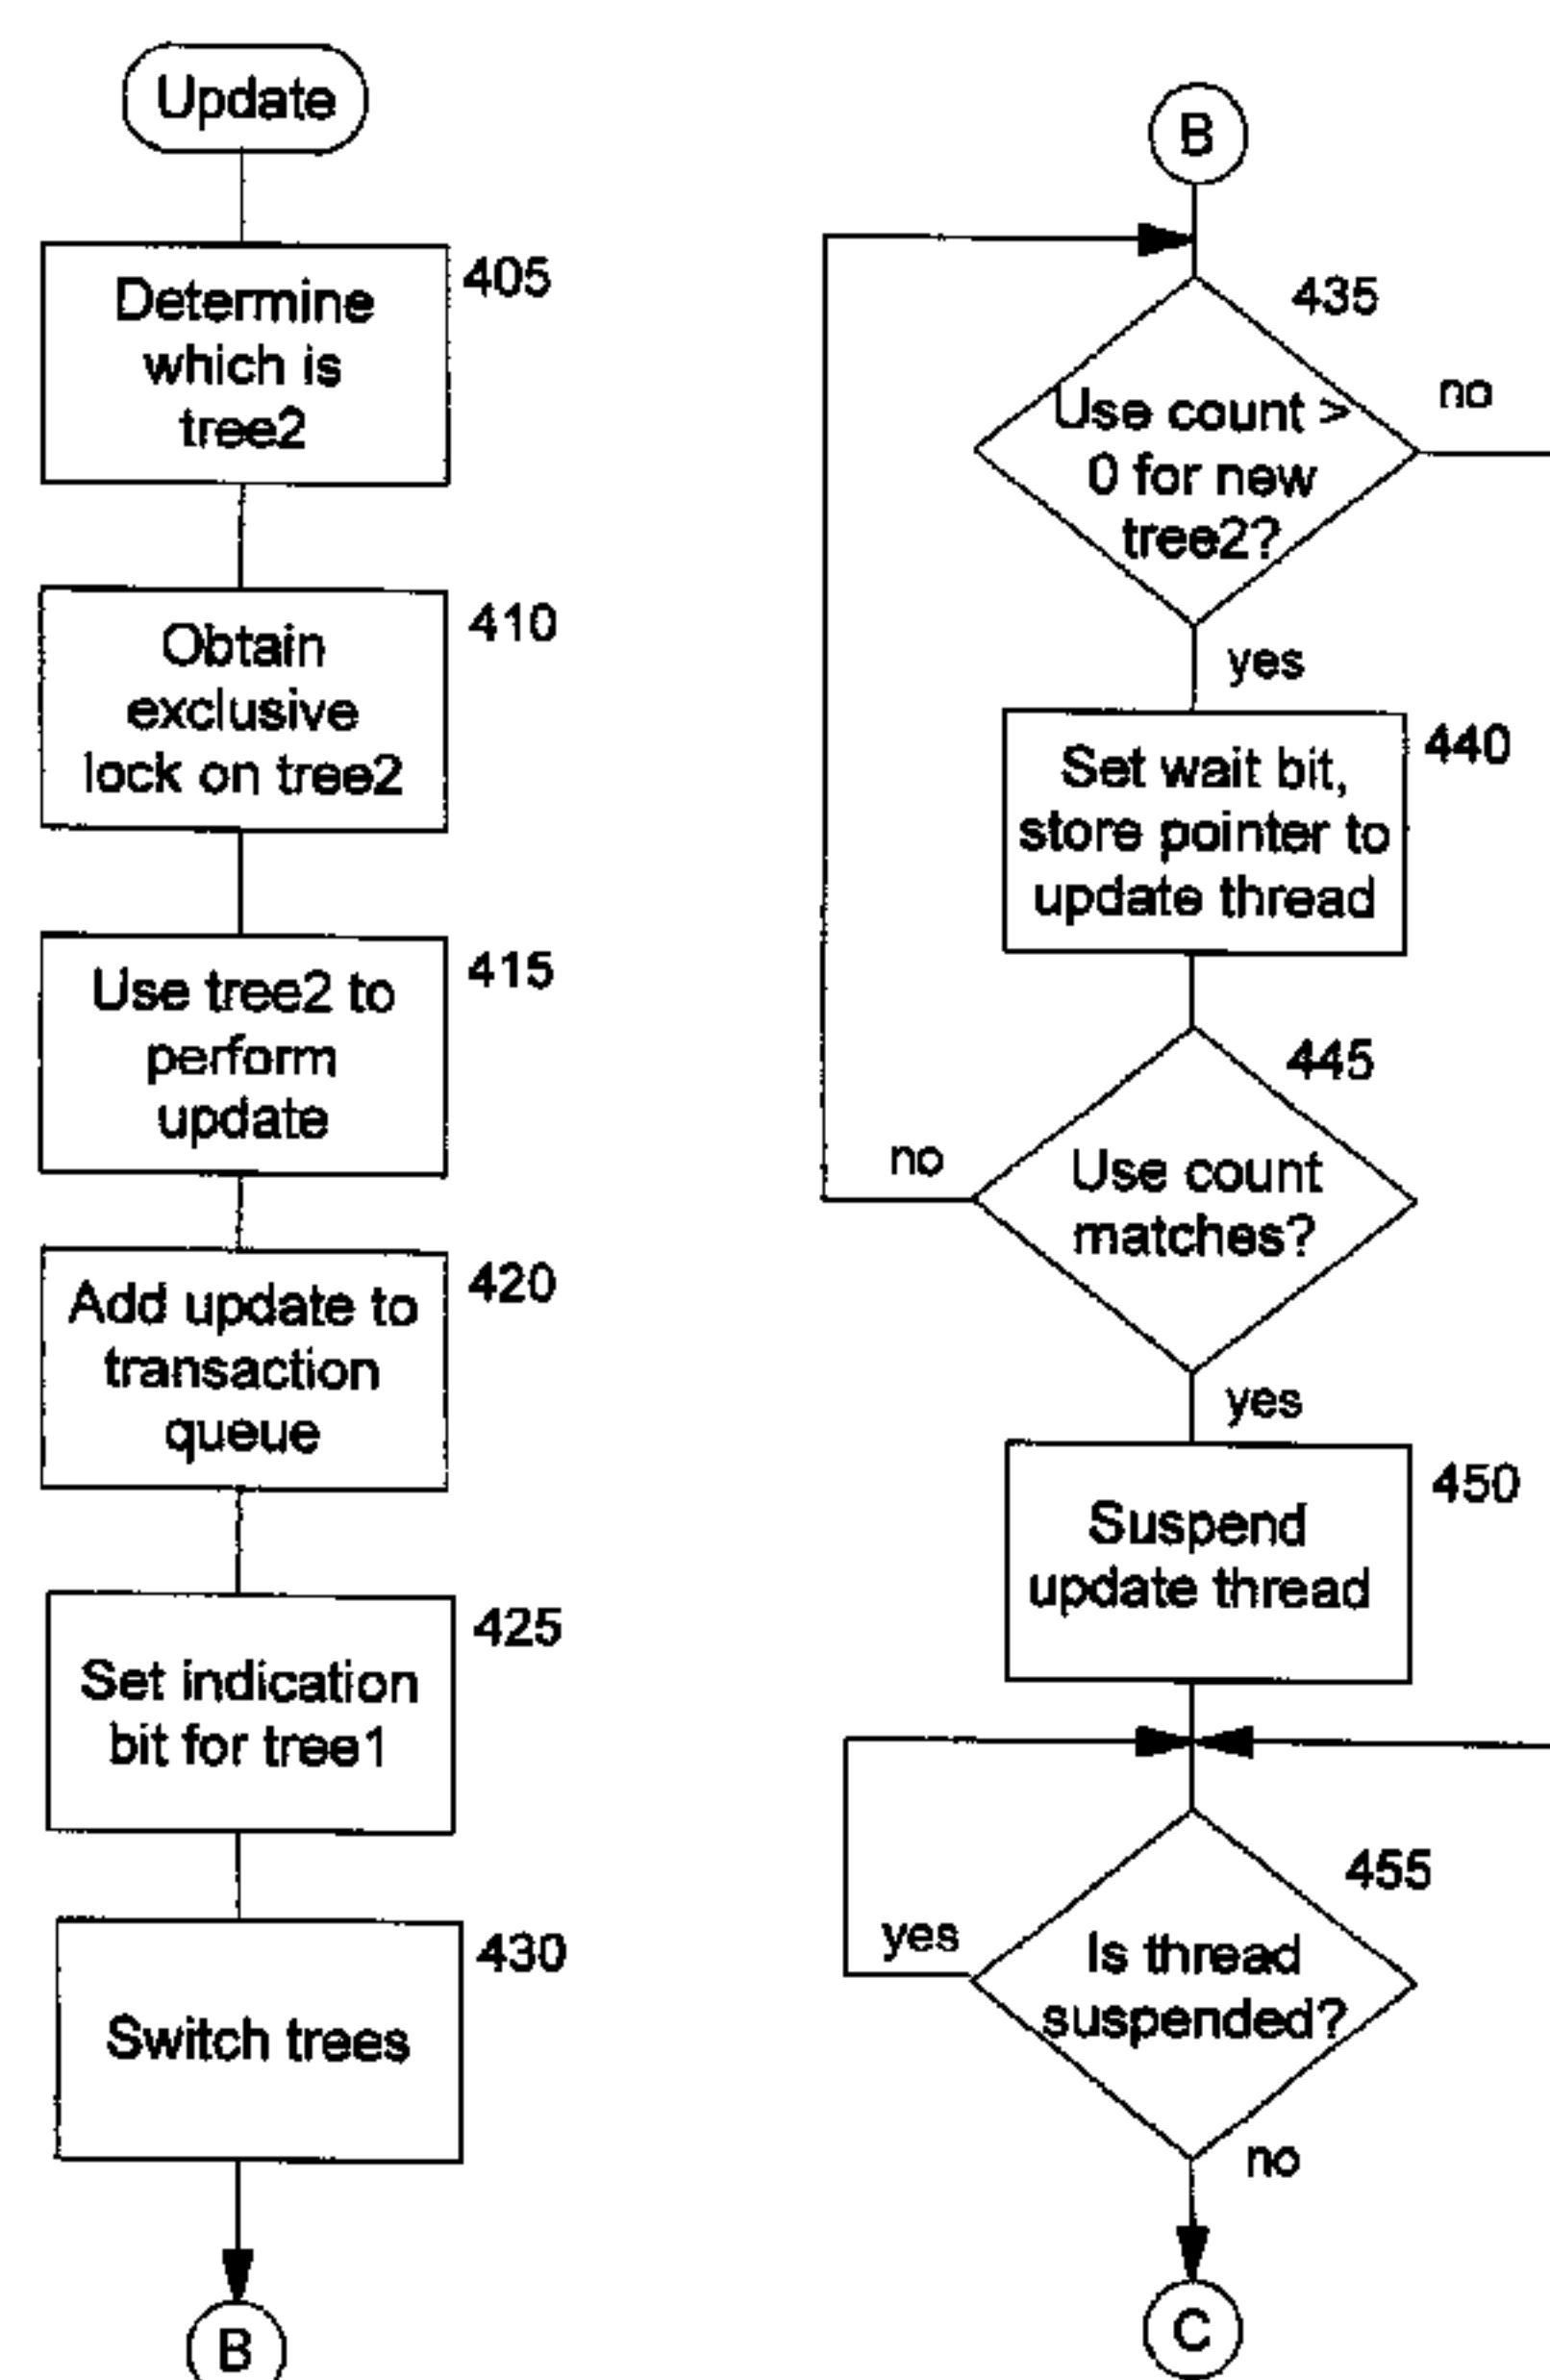 Update
Determine
which is
tree2
405
Obtain
exclusive
lock on tree2
410
Use tree2 to
perform
update
415
Add update to
transaction
queue
420
Set indication
bit for tree1
425
Switch trees
430
B
B
435
Use count >
0 for new
tree2?
no
yes
Set wait bit,
store pointer to
update thread
440
445
Use count
matches?
no
yes
Suspend
update thread
450
455
Is thread
suspended?
yes
no
C